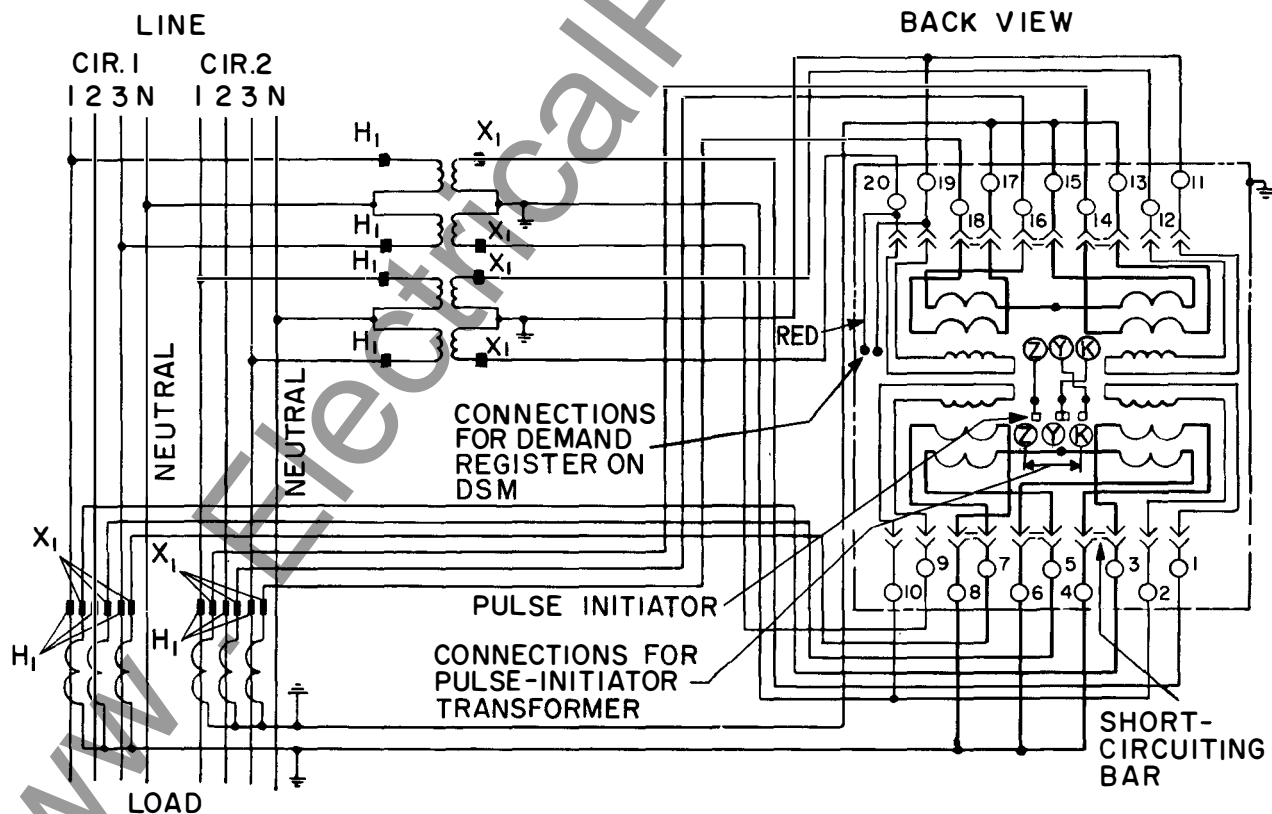 LINE
BACK VIEW
CIR.1 CIR.2
1 2 3 N 1 2 3 N
H1 X1
H1 X1
H1 X1
H1 X1
20 19 17 15 13 11
18 16 14 12
RED
Z Y K
NEUTRAL
NEUTRAL
CONNECTIONS
FOR DEMAND
REGISTER ON
DSM
Z Y K
X1 X1
9 7 5 3 1
10 8 6 4 2
H1 H1
PULSE INITIATOR
CONNECTIONS FOR
PULSE-INITIATOR
TRANSFORMER
SHORT-
CIRCUITING
BAR
LOAD